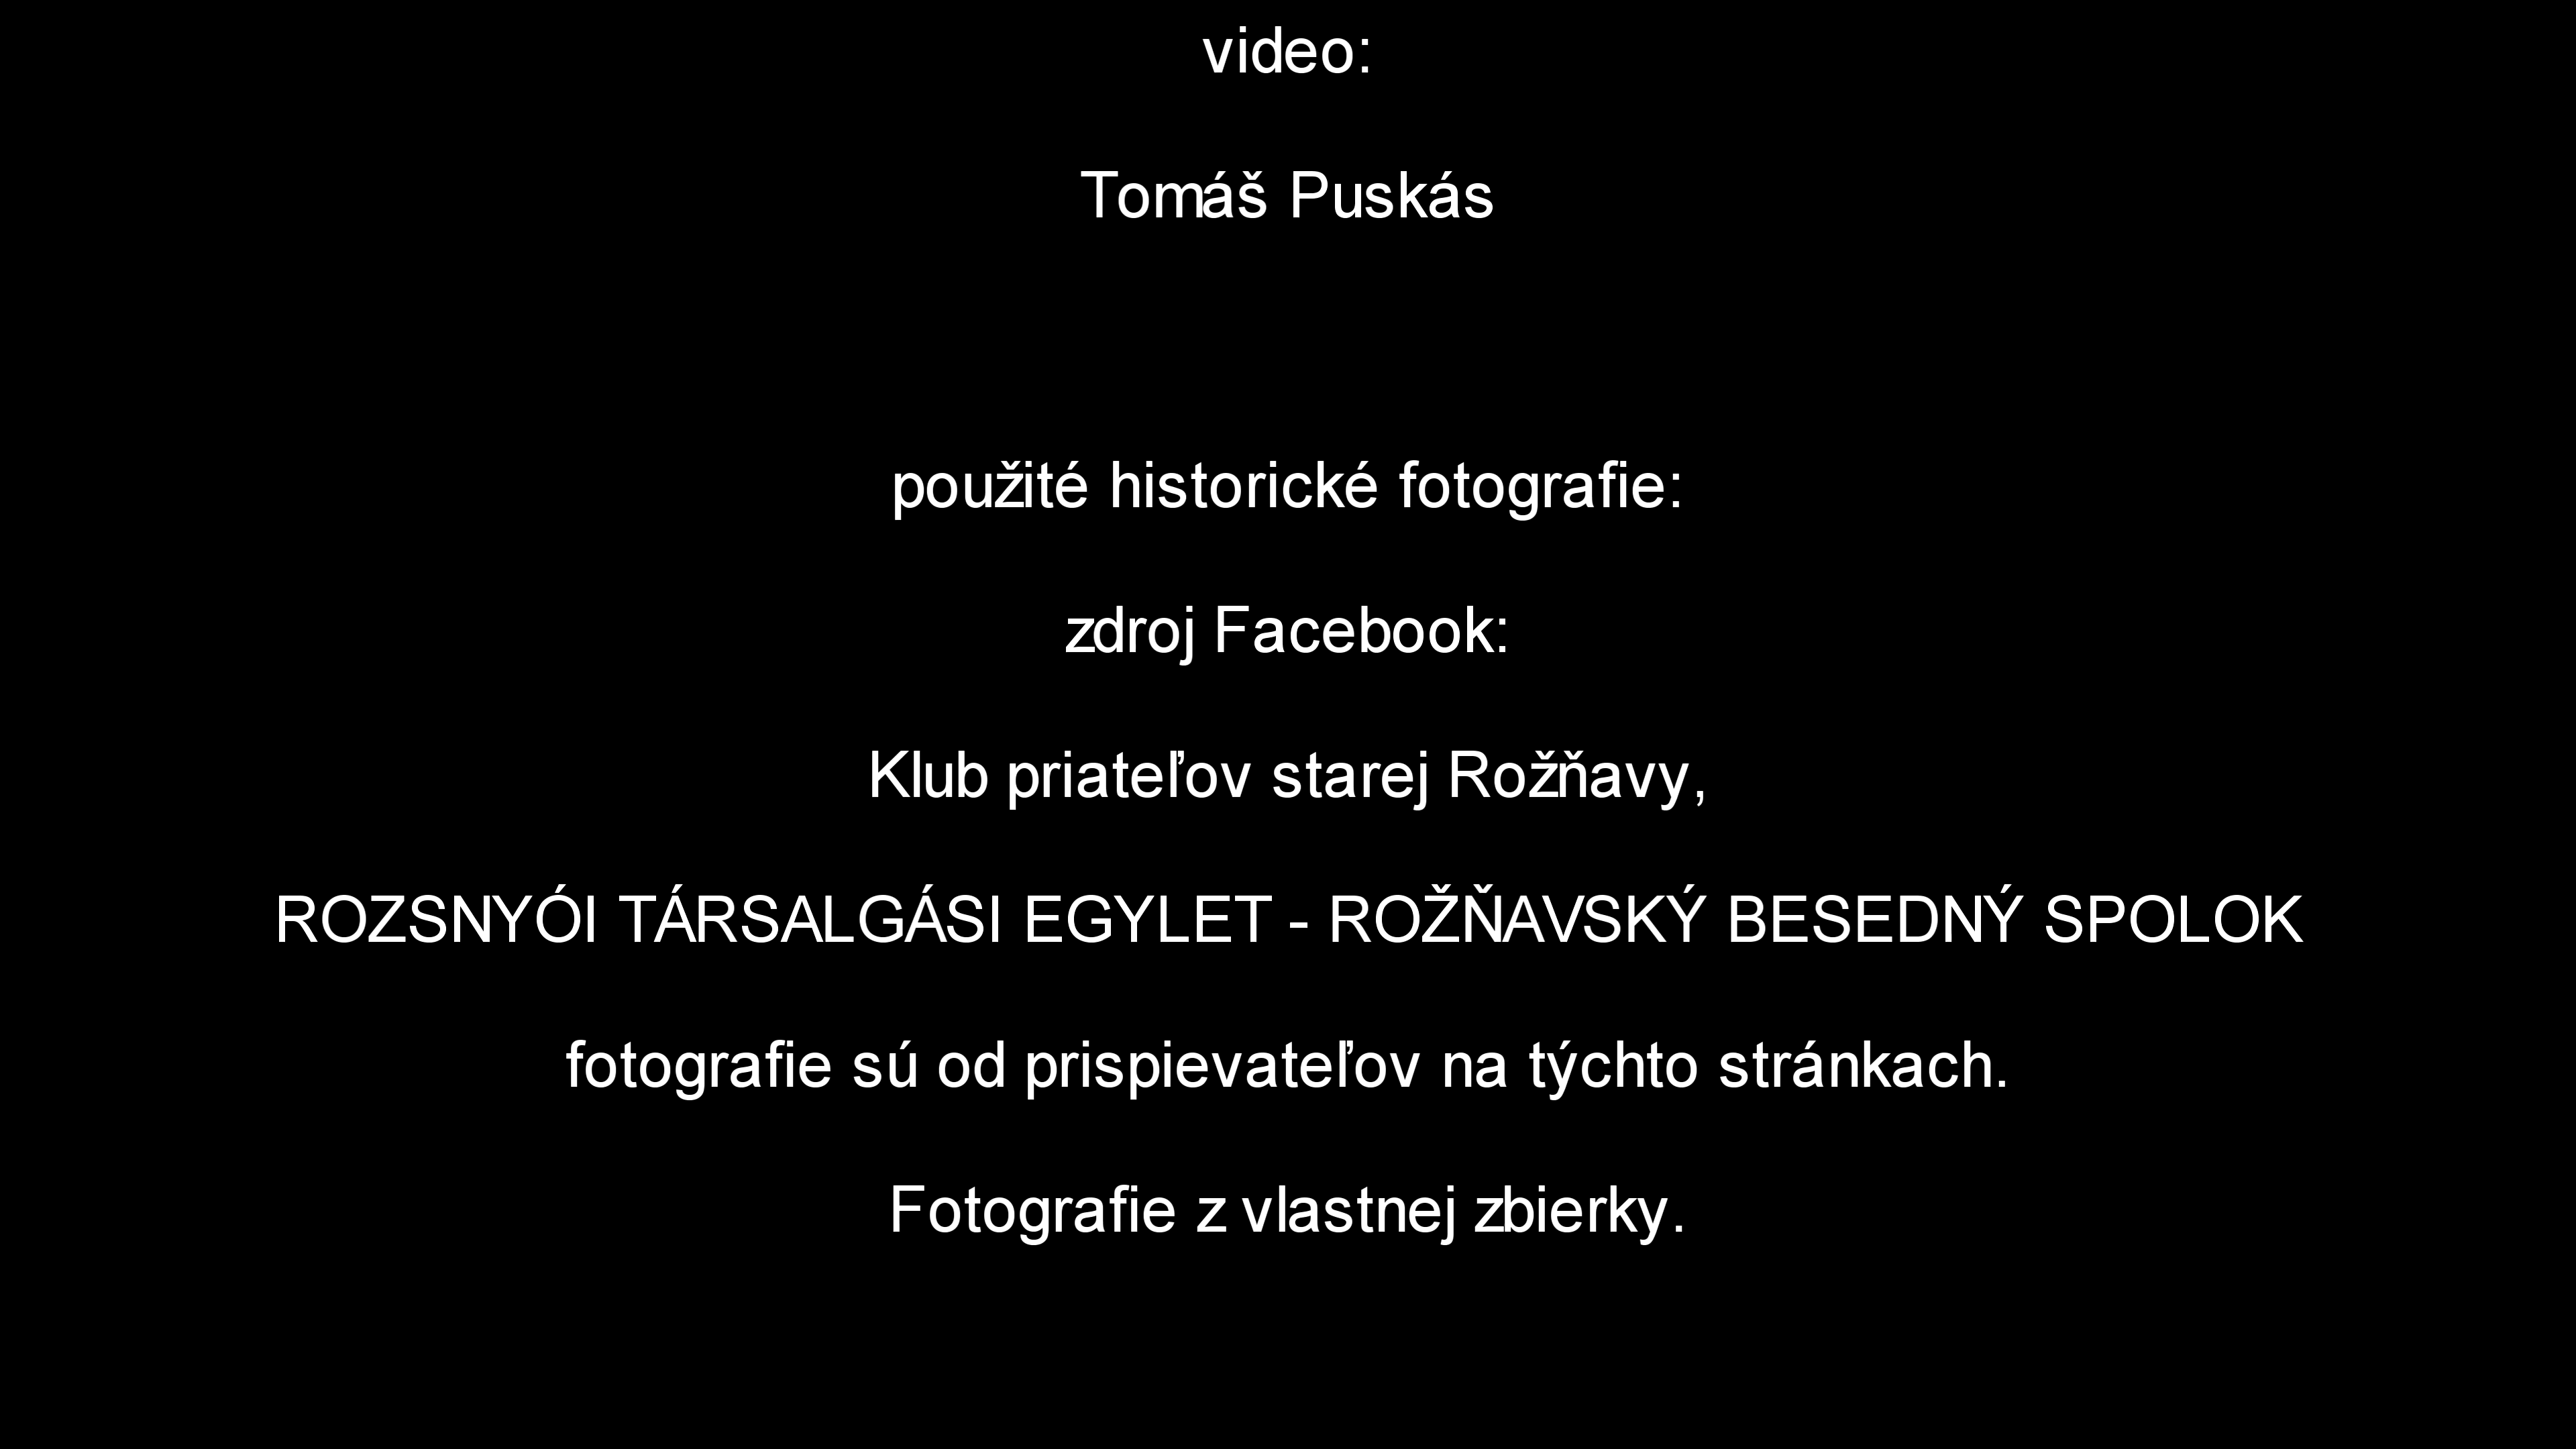 video:
Tomáš Puskás
použité historické fotografie:
zdroj Facebook:
Klub priateľov starej Rožňavy,
ROZSNYÓI TÁRSALGÁSI EGYLET - ROŽŇAVSKÝ BESEDNÝ SPOLOK
fotografie sú od prispievateľov na týchto stránkach.
Fotografie z vlastnej zbierky.